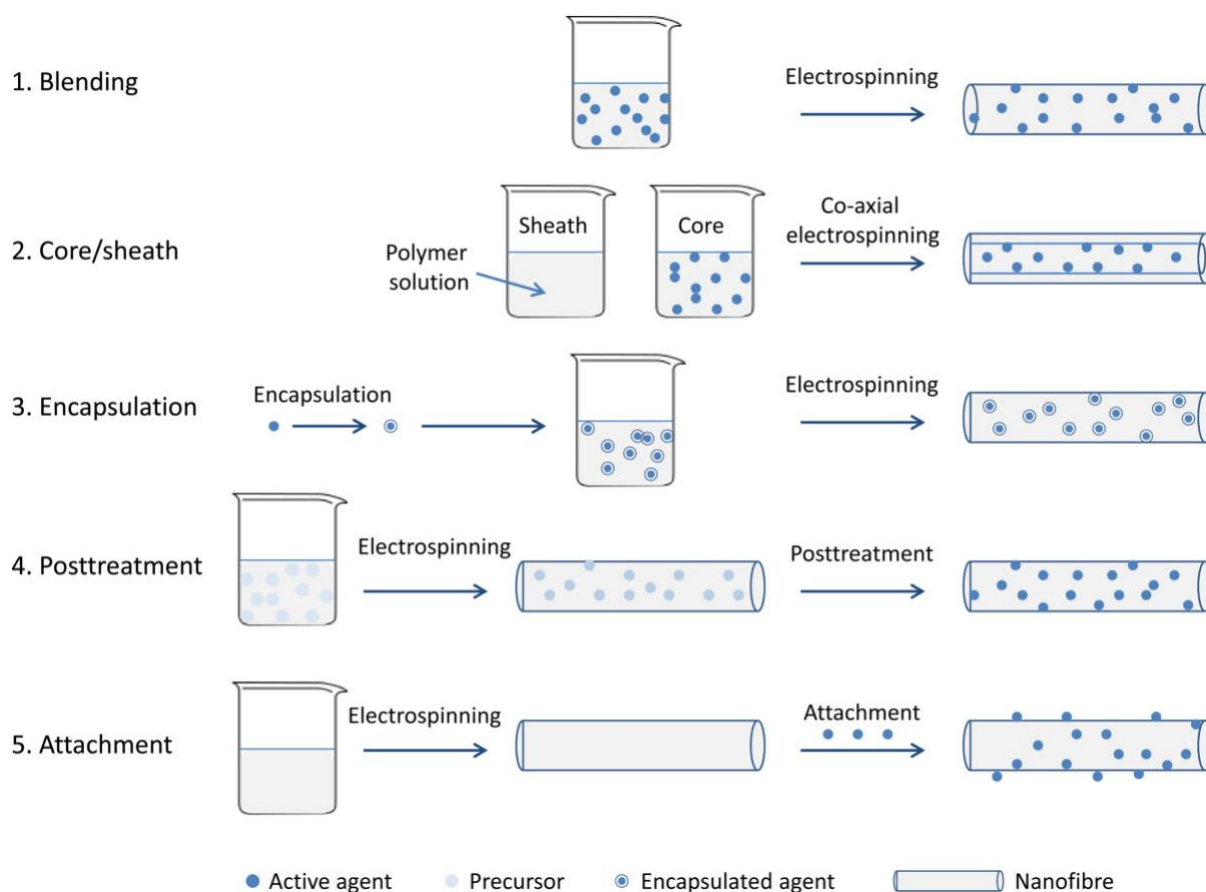 1. Blending
Electrospinning
2. Core/sheath
Polymer
solution
Sheath
Core
Co-axial
electrospinning
3. Encapsulation
Encapsulation
Electrospinning
4. Posttreatment
Electrospinning
Posttreatment
5. Attachment
Electrospinning
Attachment
Active agent
Precursor
Encapsulated agent
Nanofibre